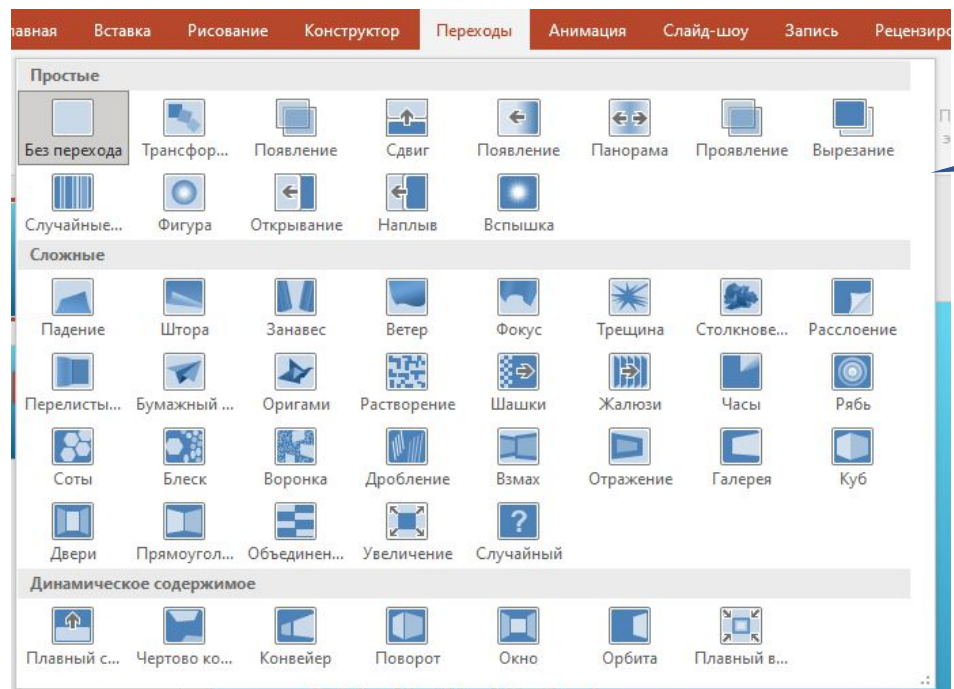 лавная Вставка Рисование Конструктор Переходы Анимация Слайд-шоу Запись Рецензиро
Простые
Без перехода Трансфор... Появление Сдвиг Появление Панорама Проявление Вырезание
Случайные... Фигура Открывание Наплыв Вспышка
Сложные
Падение Штора Занавес Ветер Фокус Трещина Столкнове... Расслоение
Перелисты... Бумажный ... Оригами Растворение Шашки Жалюзи Часы Рябь
Соты Блеск Воронка Дробление Взмах Отражение Галерея Куб
Двери Прямоугол... Объединен... Увеличение Случайный
Динамическое содержимое
Плавный с... Чертово ко... Конвейер Поворот Окно Орбита Плавный в...